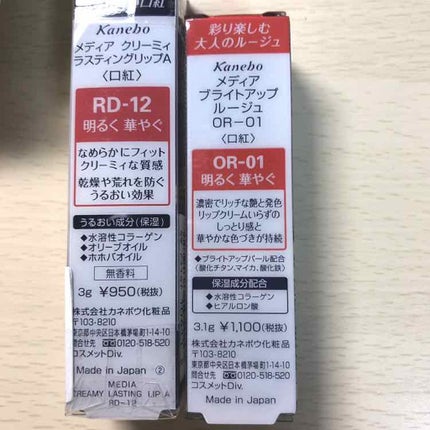 口紅
Kanebo
メディア クリーミィ
ラスティングリップA
〈口紅〉
RD-12
明るく 華やぐ
なめらかにフィット
クリーミィな質感
乾燥や荒れを防ぐ
うるおい効果
うるおい成分(保湿)
◆水溶性コラーゲン
◆オリーブオイル
◆ホホバオイル
無香料
3g ¥950(税抜)
株式会社カネボウ化粧品
〒103-8210
東京都中央区日本橋茅場町1-14-10
問合せ先 0120-518-520
コスメットDiv.
Made in Japan ②
MEDIA
CREAMY LASTING LIP A
RD-12
彩り楽しむ
大人のルージュ
Kanebo
メディア
ブライトアップ
ルージュ
OR-01
〈口紅〉
OR-01
明るく 華やぐ
濃密でリッチな艶と発色
リップクリームいらずの
しっとり感と
華やかな色づきが持続
◆ブライトアップパール配合
〈酸化チタン、マイカ、酸化鉄〉
保湿成分配合
◆水溶性コラーゲン
◆ヒアルロン酸
3.1g ¥1,100(税抜)
株式会社カネボウ化粧品
〒103-8210
東京都中央区日本橋茅場町1-14-10
問合せ先 0120-518-520
コスメットDiv.
Made in Japan